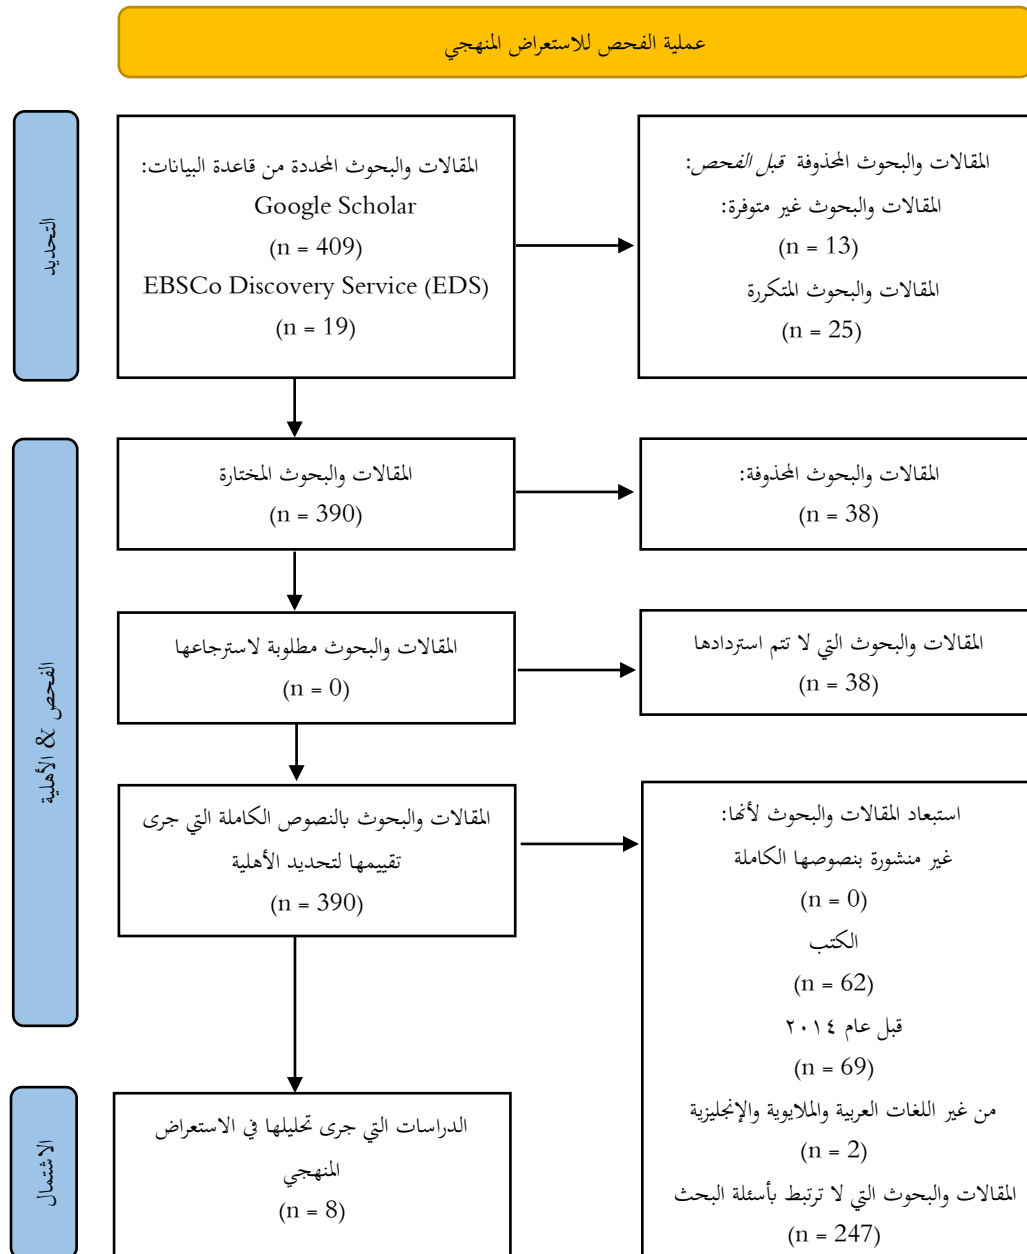 عملية الفحص للاستعراض المنهجي
التحديد
المقالات والبحوث المحددة من قاعدة البيانات:
Google Scholar
(n = 409)
EBSCo Discovery Service (EDS)
(n = 19)
المقالات والبحوث المحذوفة قبل الفحص:
المقالات والبحوث غير متوفرة:
(n = 13)
المقالات والبحوث المتكررة
(n = 25)
الفحص & الأهلية
المقالات والبحوث المختارة
(n = 390)
المقالات والبحوث المحذوفة:
(n = 38)
المقالات والبحوث مطلوبة لاسترجاعها
(n = 0)
المقالات والبحوث التي لا تتم استردادها
(n = 38)
المقالات والبحوث بالنصوص الكاملة التي جرى
تقييمها لتحديد الأهلية
(n = 390)
استبعاد المقالات والبحوث لأنها:
غير منشورة بنصوصها الكاملة
(n = 0)
الكتب
(n = 62)
قبل عام ٢٠١٤
(n = 69)
من غير اللغات العربية والملايوية والإنجليزية
(n = 2)
المقالات والبحوث التي لا ترتبط بأسئلة البحث
(n = 247)
الاشتمال
الدراسات التي جرى تحليلها في الاستعراض
المنهجي
(n = 8)